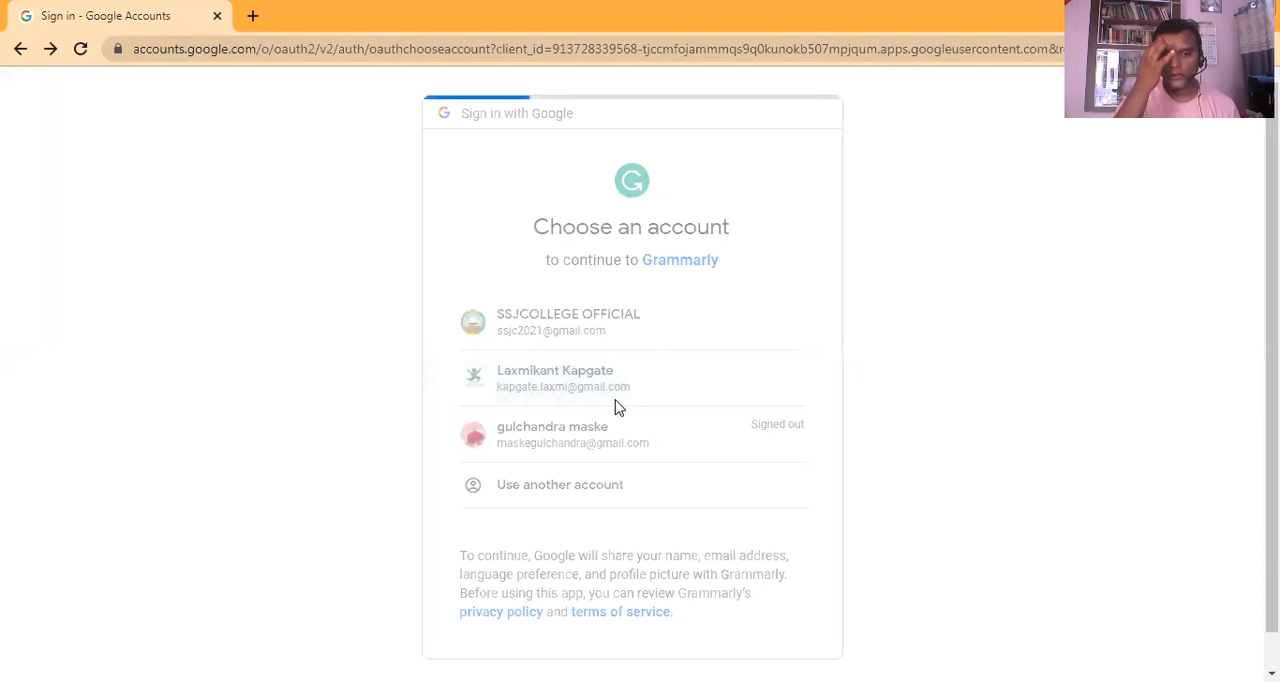 Sign in - Google Accounts
accounts.google.com/o/oauth2/v2/auth/oauthchooseaccount?client_id=913728339568-tjccmfojammmqs9q0kunokb507mpjqum.apps.googleusercontent.com&r
Sign in with Google
Choose an account
to continue to Grammarly
SSJCOLLEGE OFFICIAL
ssjc2021@gmail.com
Laxmikant Kapgate
kapgate.laxmi@gmail.com
gulchandra maske
Signed out
maskegulchandra@gmail.com
Use another account
To continue, Google will share your name, email address,
language preference, and profile picture with Grammarly.
Before using this app, you can review Grammarly's
privacy policy and terms of service.